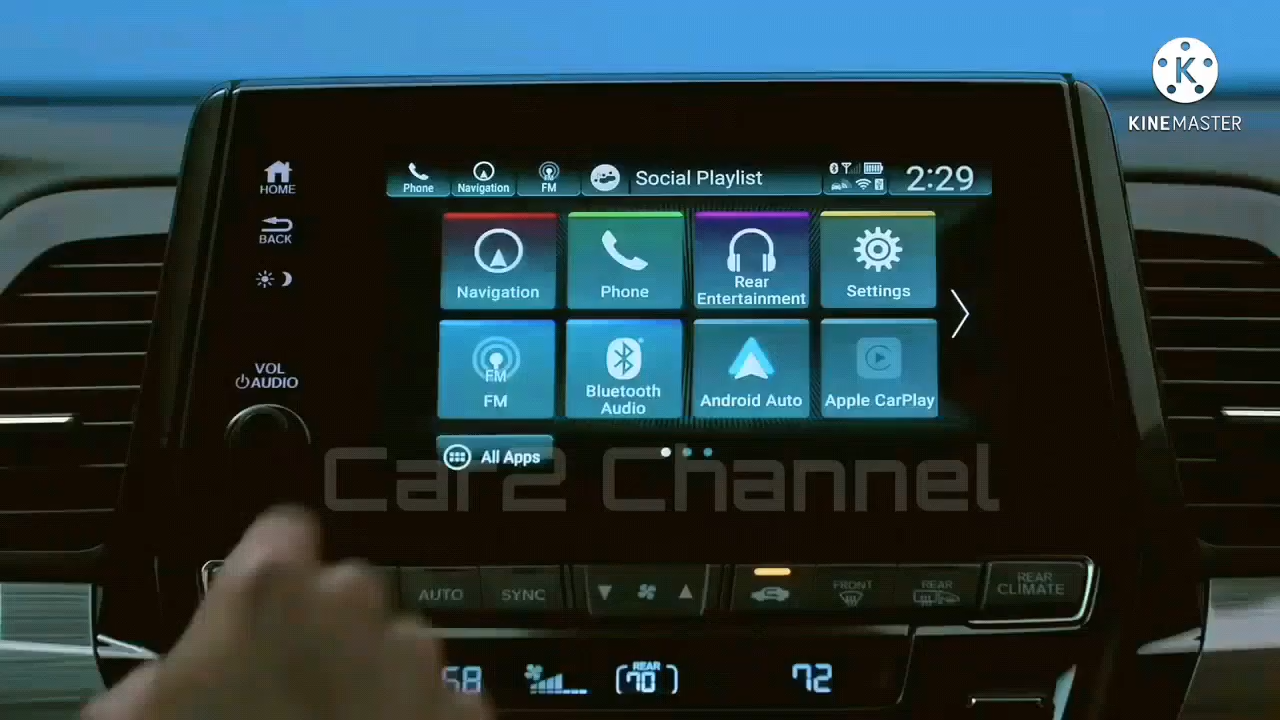 K
KINEMASTER
HOME
BACK
VOL
AUDIO
Phone
Navigation
FM
Social Playlist
2:29
Navigation
Phone
Rear
Entertainment
Settings
FM
FM
Bluetooth
Audio
Android Auto
Apple CarPlay
All Apps
Car2 Channel
AUTO
SYNC
FRONT
REAR
REAR
CLIMATE
68
REAR
70
72